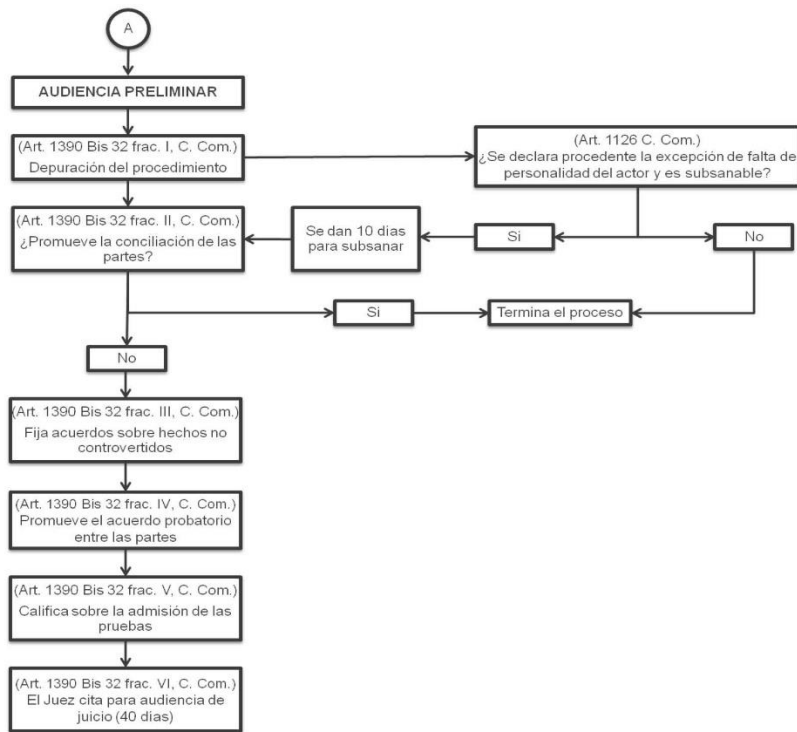 A
AUDIENCIA PRELIMINAR
(Art. 1390 Bis 32 frac. I, C. Com.)
Depuración del procedimiento
(Art. 1126 C. Com.)
¿Se declara procedente la excepción de falta de
personalidad del actor y es subsanable?
(Art. 1390 Bis 32 frac. II, C. Com.)
¿Promueve la conciliación de las
partes?
Se dan 10 dias
para subsanar
Si
No
Si
Termina el proceso
No
(Art. 1390 Bis 32 frac. III, C. Com.)
Fija acuerdos sobre hechos no
controvertidos
(Art. 1390 Bis 32 frac. IV, C. Com.)
Promueve el acuerdo probatorio
entre las partes
(Art. 1390 Bis 32 frac. V, C. Com.)
Califica sobre la admisión de las
pruebas
(Art. 1390 Bis 32 frac. VI, C. Com.)
El Juez cita para audiencia de
juicio (40 dias)